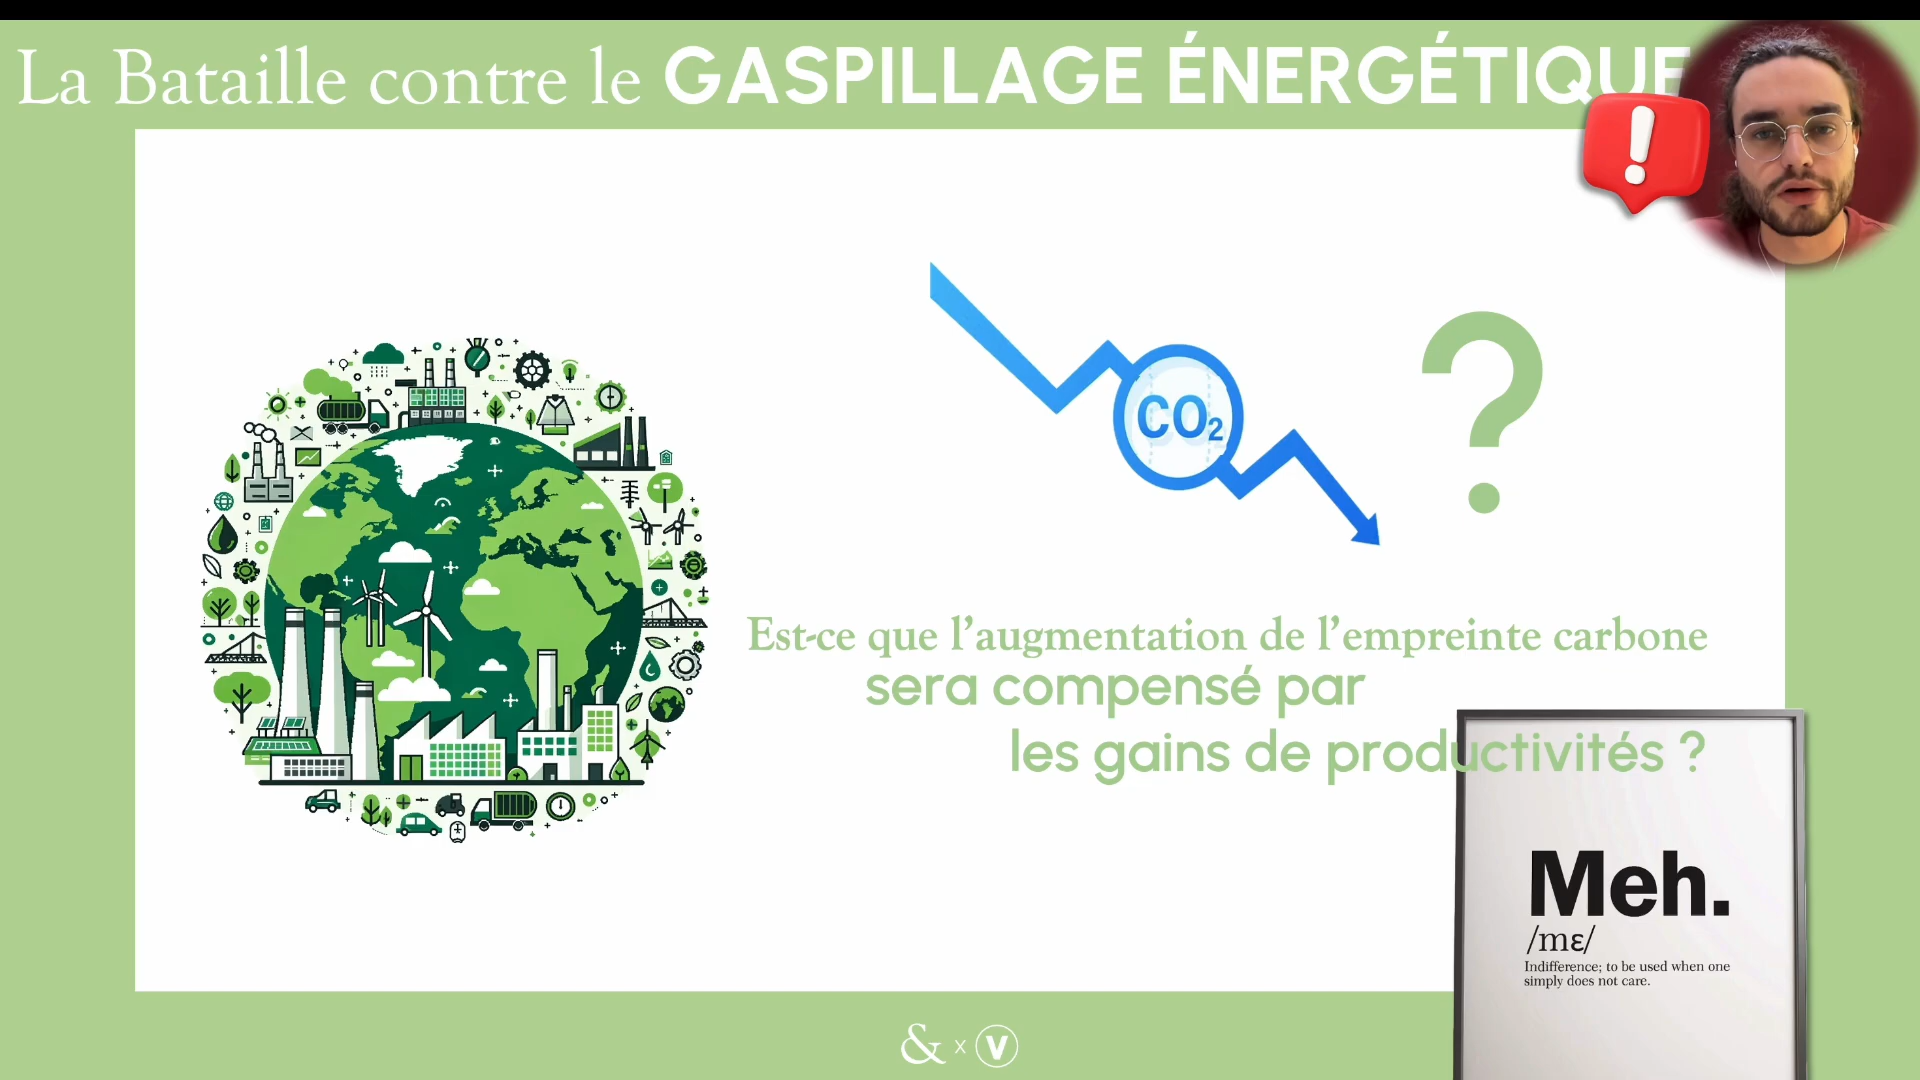 La Bataille contre le GASPILLAGE ÉNERGÉTIQUE
CO₂
?
Est-ce que l’augmentation de l’empreinte carbone
sera compensé par
les gains de productivités ?
Meh.
/mɛ/
Indifference; to be used when one
simply does not care.
& x V